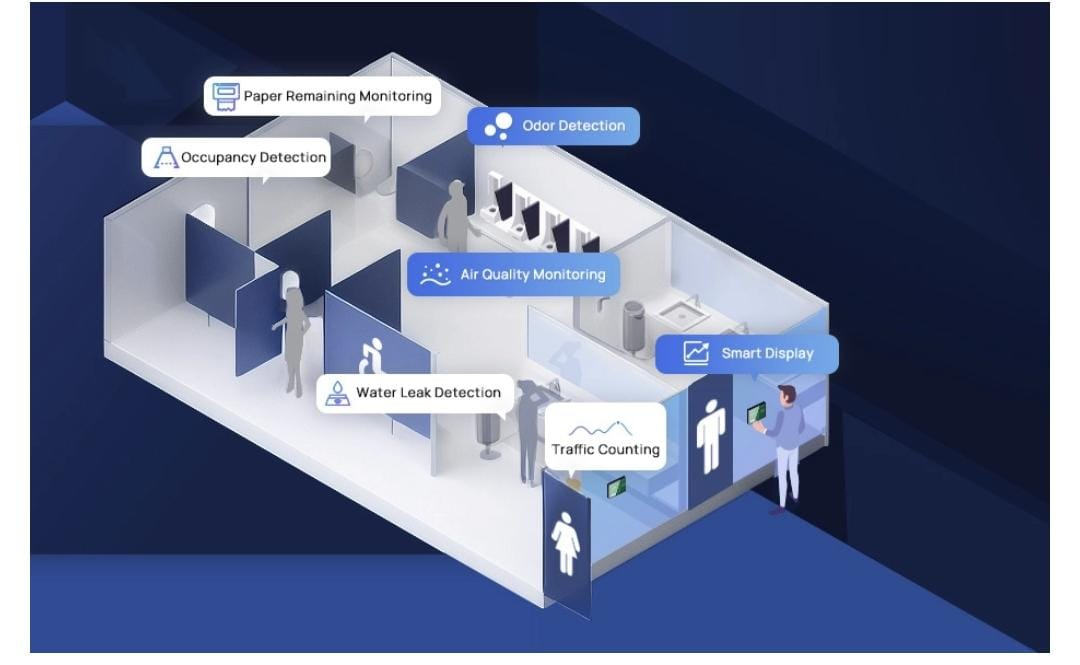 Paper Remaining Monitoring
Odor Detection
Occupancy Detection
Air Quality Monitoring
Smart Display
Water Leak Detection
Traffic Counting